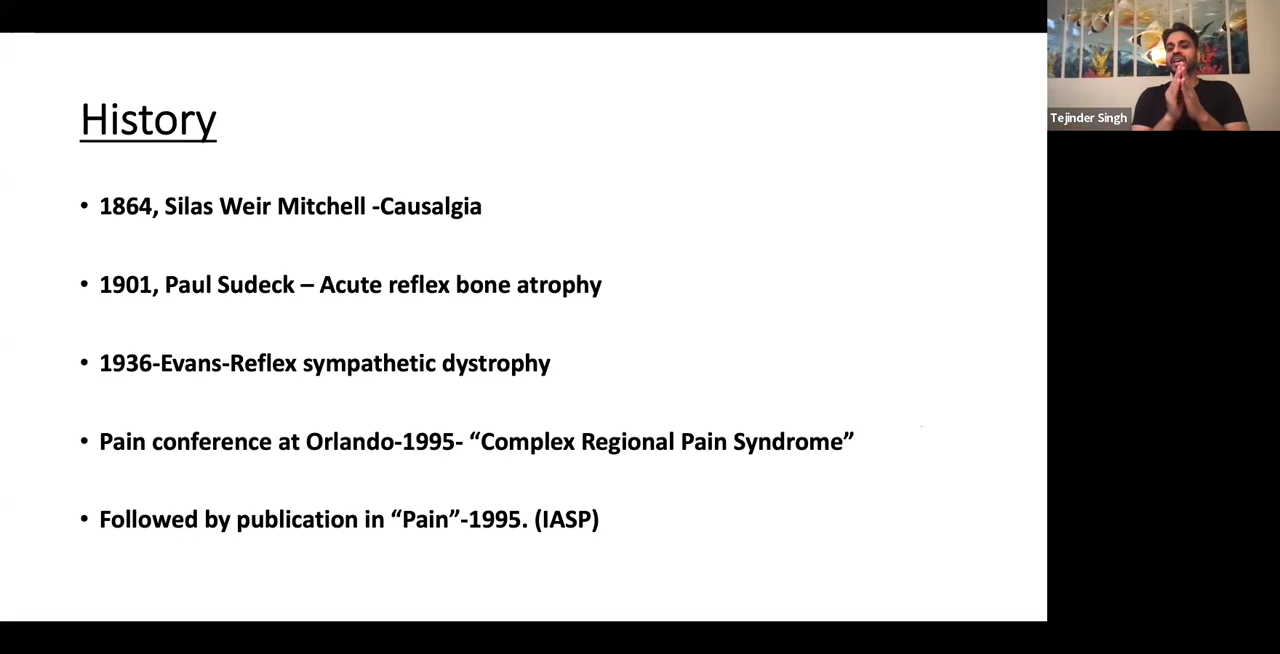 History
• 1864, Silas Weir Mitchell -Causalgia
• 1901, Paul Sudeck – Acute reflex bone atrophy
• 1936-Evans-Reflex sympathetic dystrophy
• Pain conference at Orlando-1995- “Complex Regional Pain Syndrome”
• Followed by publication in “Pain”-1995. (IASP)
Tejinder Singh